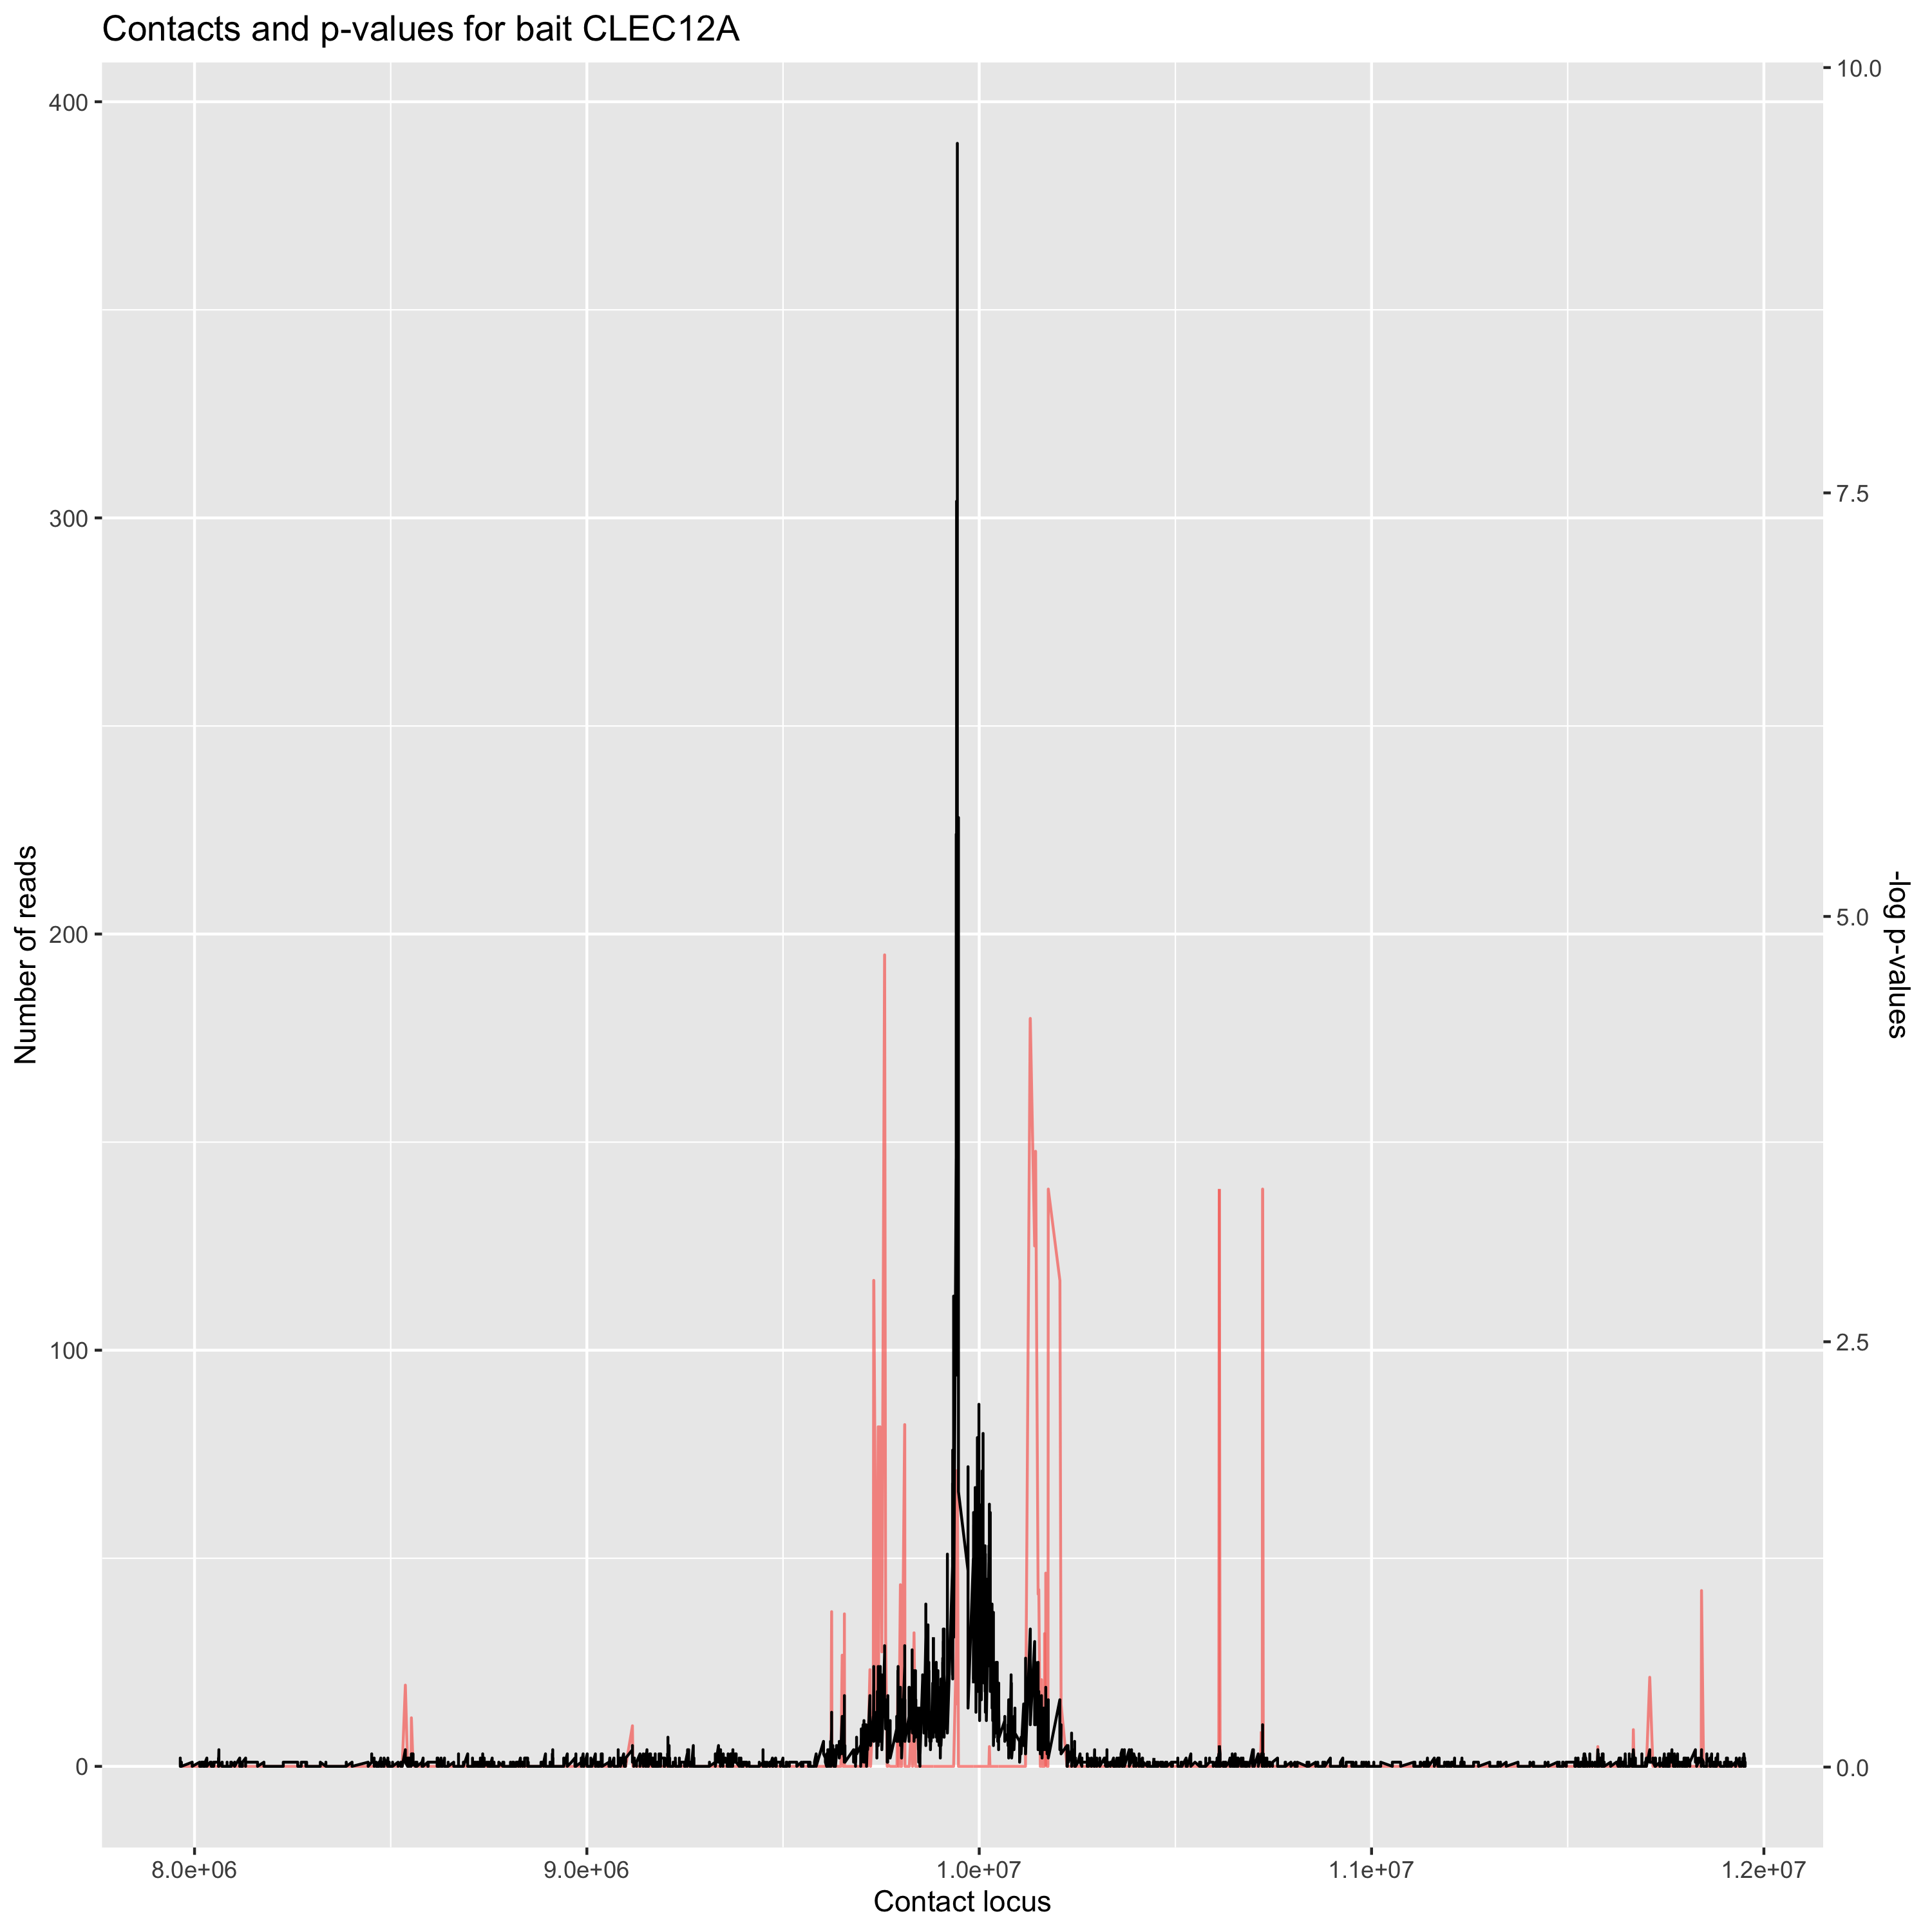 Contacts and p-values for bait CLEC12A
400
300
200
100
0
Number of reads
10.0
7.5
5.0
2.5
0.0
-log p-values
8.0e+06
9.0e+06
1.0e+07
1.1e+07
1.2e+07
Contact locus